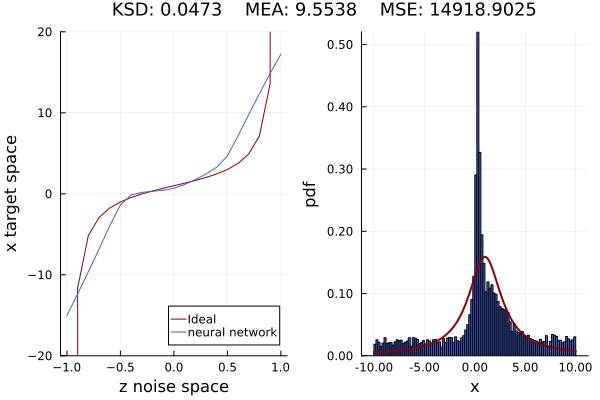 KSD: 0.0473 MEA: 9.5538 MSE: 14918.9025
20
10
0
−10
−20
−1.0 −0.5 0.0 0.5 1.0
x target space
z noise space
Ideal
neural network
0.50
0.40
0.30
0.20
0.10
0.00
-10.00 -5.00 0.00 5.00 10.00
pdf
x